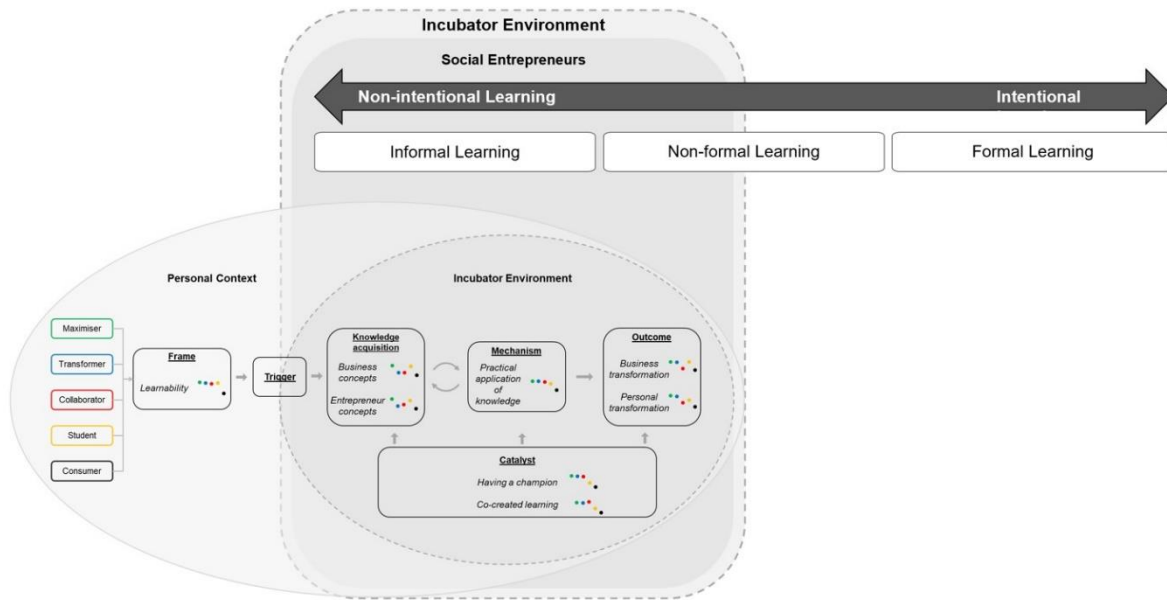 Incubator Environment
Social Entrepreneurs
Non-intentional Learning
Intentional
Informal Learning
Non-formal Learning
Formal Learning
Personal Context
Incubator Environment
Maximiser
Transformer
Collaborator
Student
Consumer
Frame
Learnability
Trigger
Knowledge
acquisition
Business
concepts
Entrepreneur
concepts
Mechanism
Practical
application
of
knowledge
Outcome
Business
transformation
Personal
transformation
Catalyst
Having a champion
Co-created learning